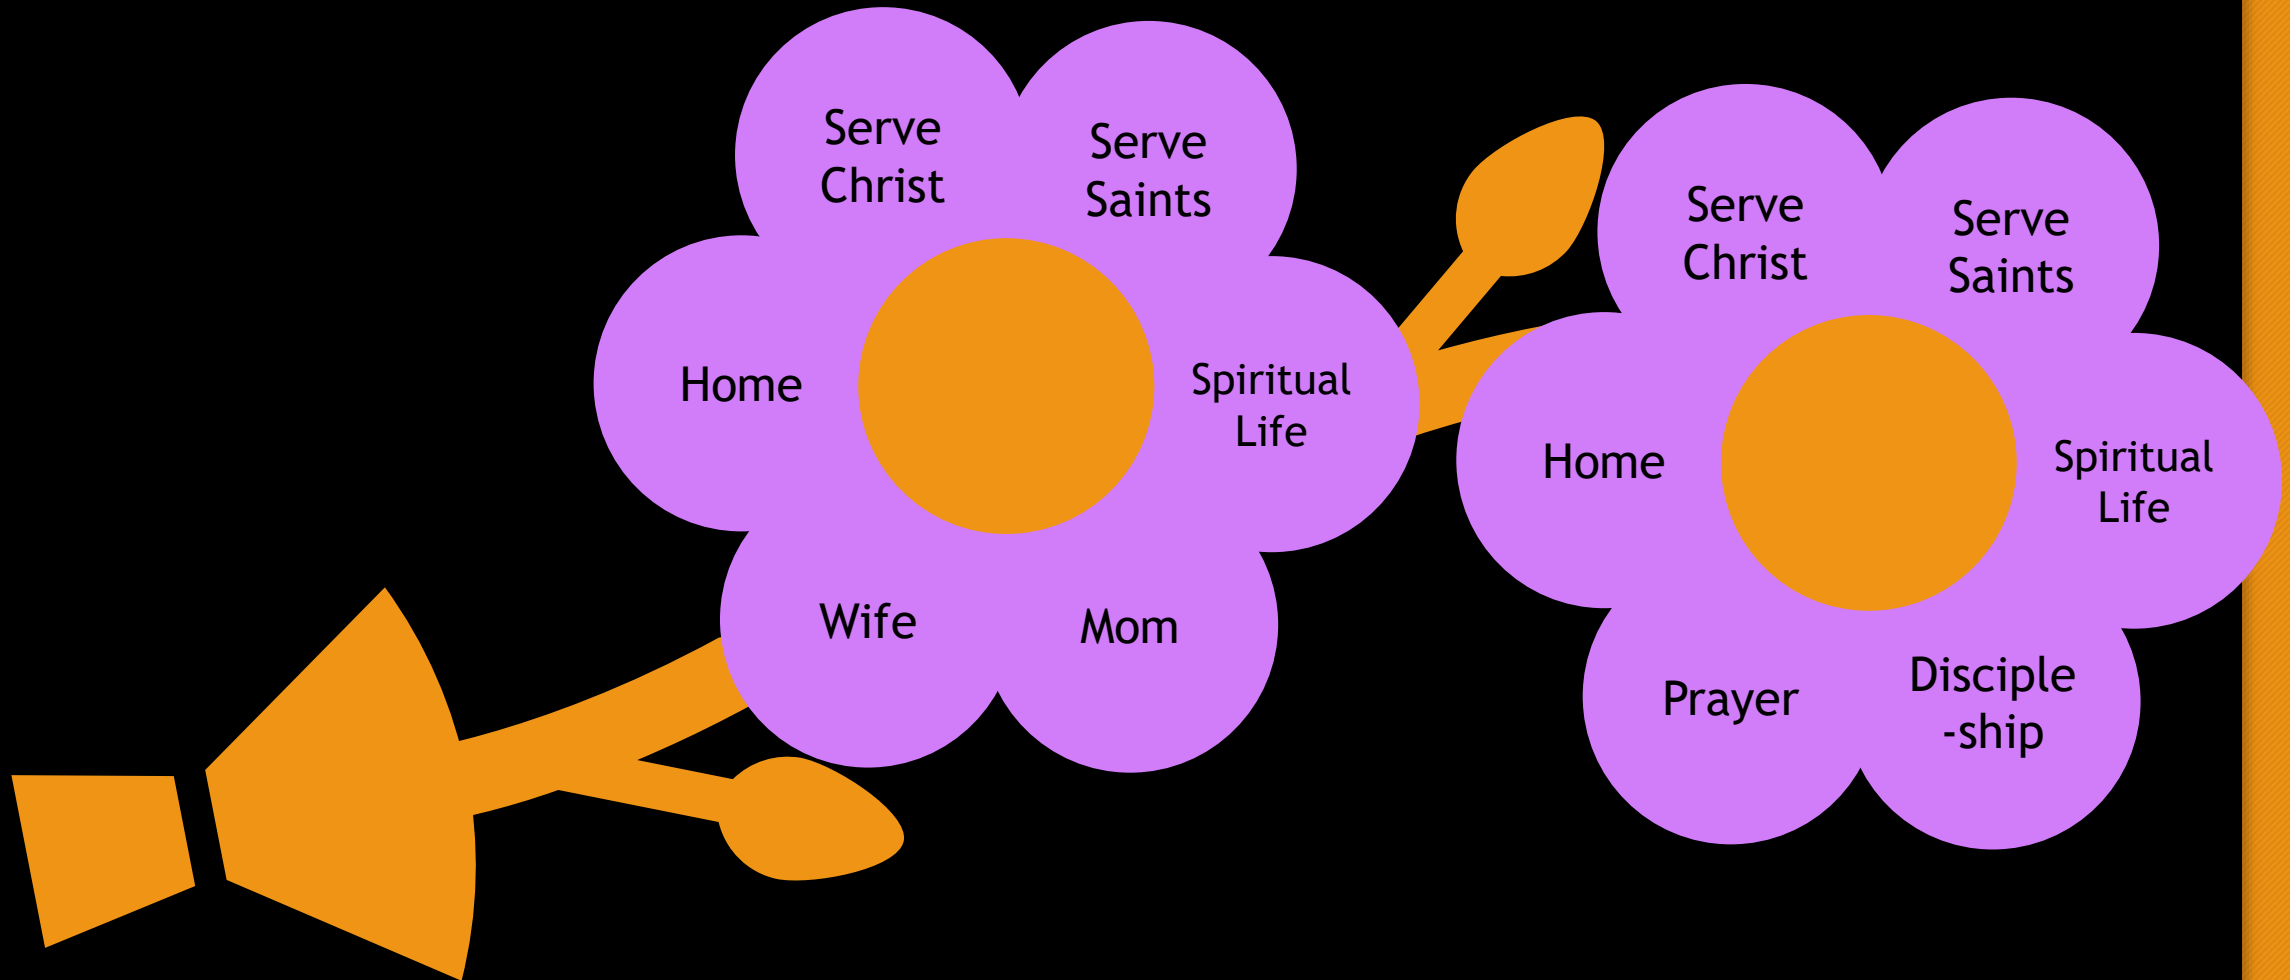 Serve
Christ
Serve
Saints
Home
Spiritual
Life
Wife
Mom
Serve
Christ
Serve
Saints
Home
Spiritual
Life
Prayer
Disciple
-ship